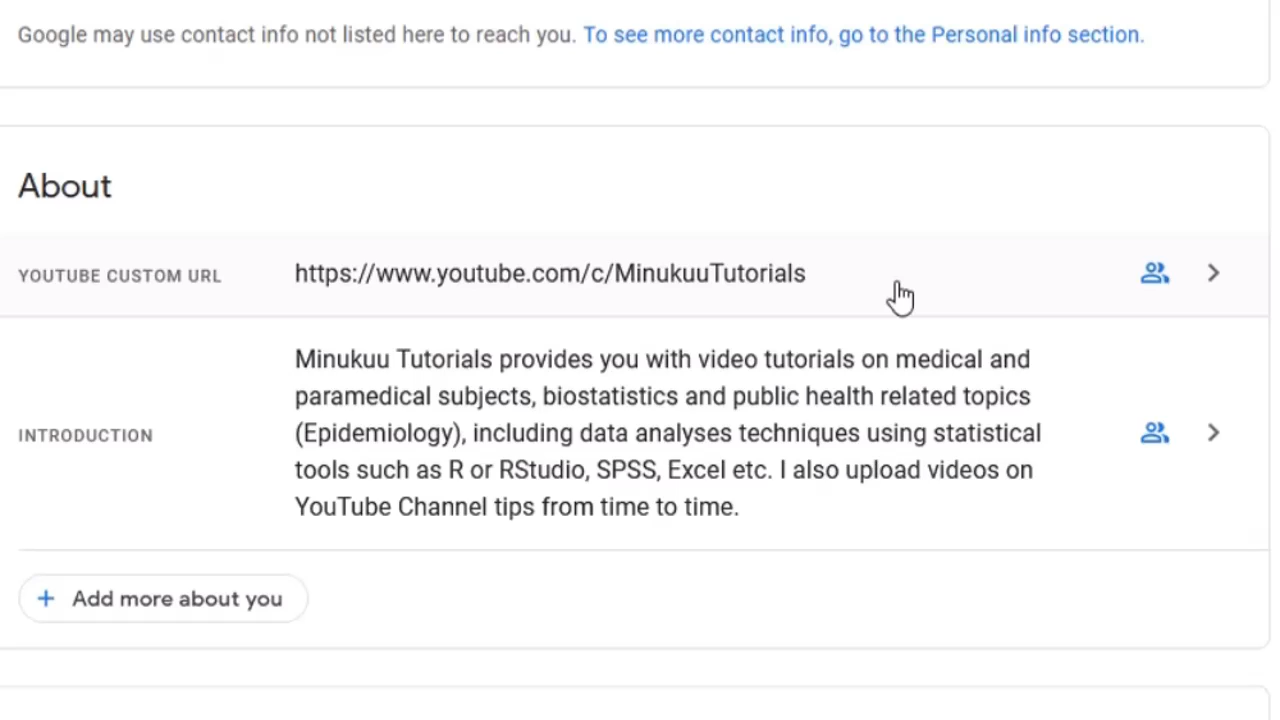 Google may use contact info not listed here to reach you. To see more contact info, go to the Personal info section.
About
YOUTUBE CUSTOM URL
https://www.youtube.com/c/MinukuuTutorials
INTRODUCTION
Minukuu Tutorials provides you with video tutorials on medical and
paramedical subjects, biostatistics and public health related topics
(Epidemiology), including data analyses techniques using statistical
tools such as R or RStudio, SPSS, Excel etc. I also upload videos on
YouTube Channel tips from time to time.
+ Add more about you